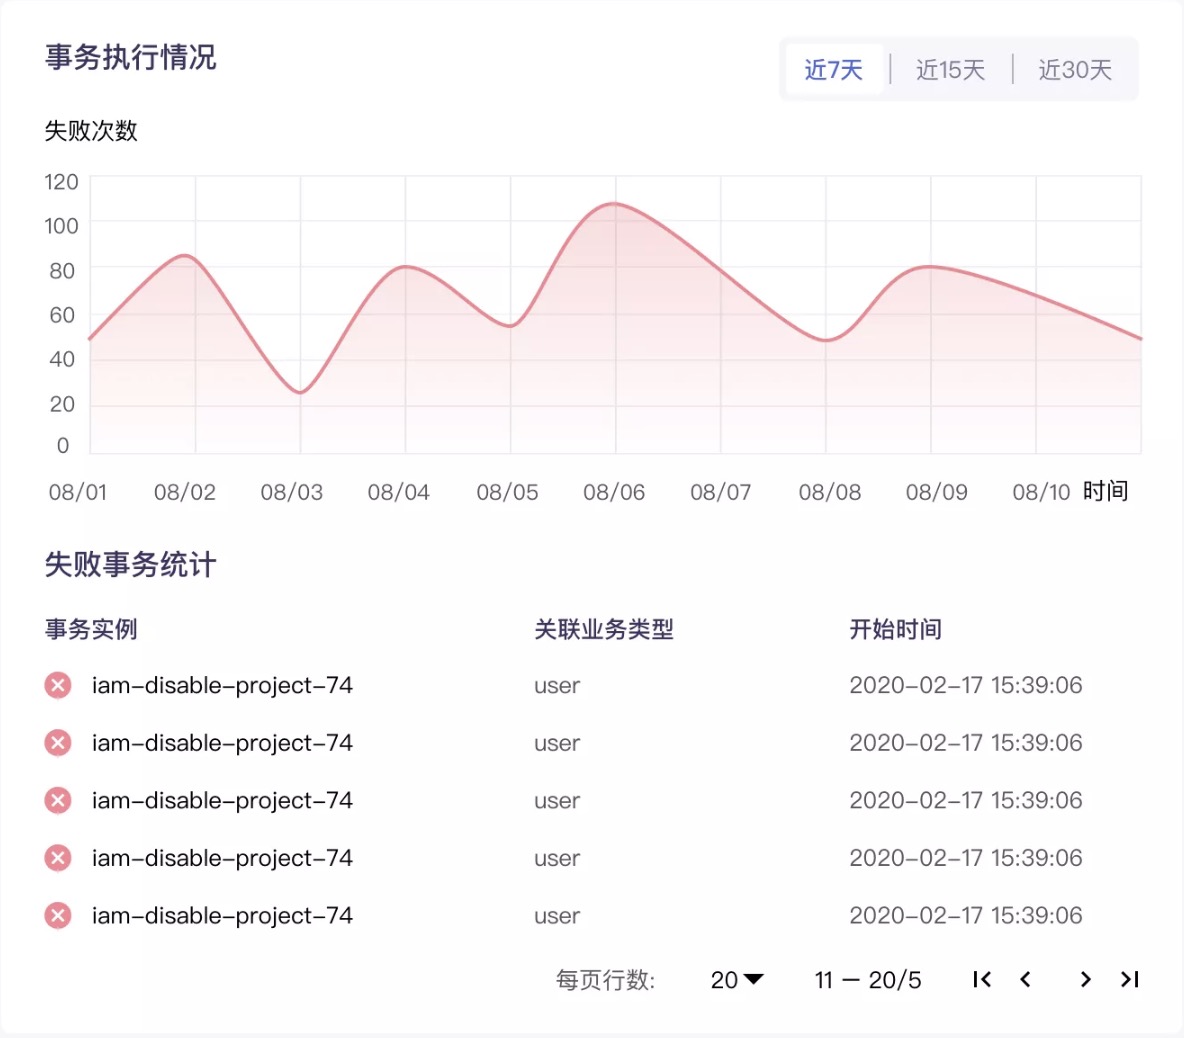 事务执行情况
近7天 | 近15天 | 近30天
失败次数
120
100
80
60
40
20
0
08/01 08/02 08/03 08/04 08/05 08/06 08/07 08/08 08/09 08/10 时间
失败事务统计
事务实例 关联业务类型 开始时间
iam-disable-project-74 user 2020-02-17 15:39:06
iam-disable-project-74 user 2020-02-17 15:39:06
iam-disable-project-74 user 2020-02-17 15:39:06
iam-disable-project-74 user 2020-02-17 15:39:06
iam-disable-project-74 user 2020-02-17 15:39:06
每页行数: 20 11 — 20/5